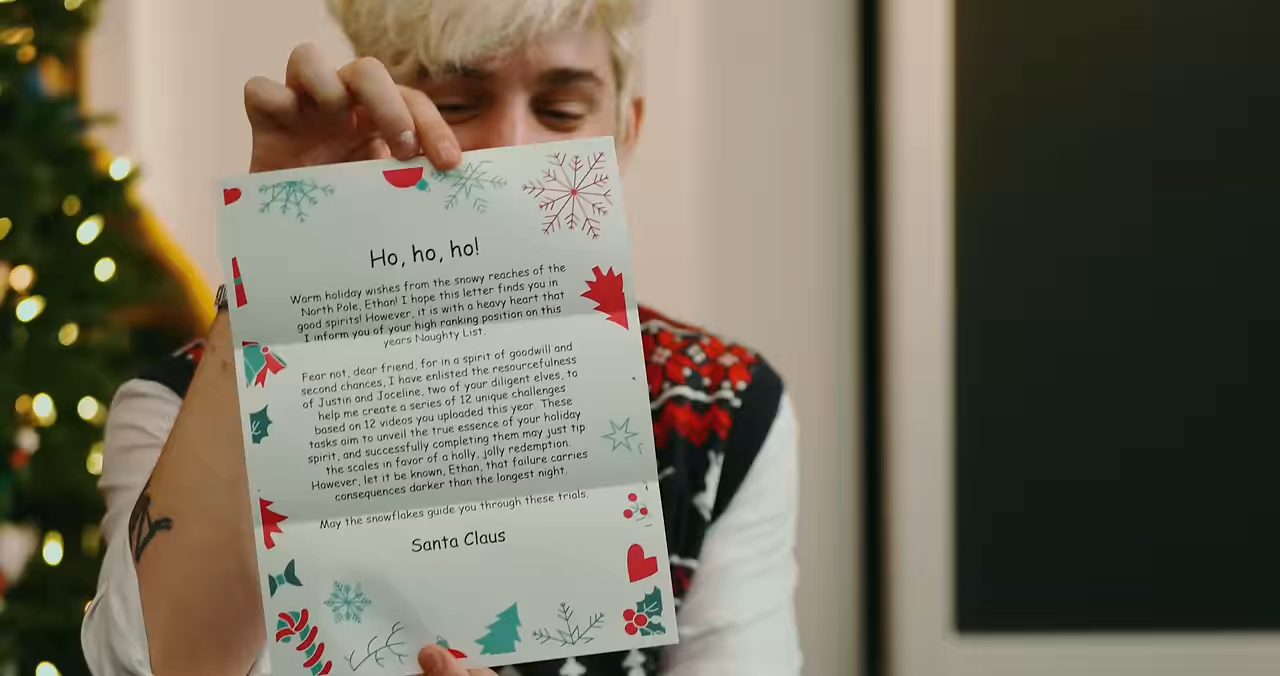 Ho, ho, ho!
Warm holiday wishes from the snowy reaches of the
North Pole, Ethan! I hope this letter finds you in
good spirits! However, it is with a heavy heart that
I inform you of your high ranking position on this
years Naughty List.
Fear not, dear friend, for in a spirit of goodwill and
second chances, I have enlisted the resourcefulness
of Justin and Joceline, two of your diligent elves, to
help me create a series of 12 unique challenges
based on 12 videos you uploaded this year. These
tasks aim to unveil the true essence of your holiday
spirit, and successfully completing them may just tip
the scales in favor of a holly, jolly redemption.
However, let it be known, Ethan, that failure carries
consequences darker than the longest night.
May the snowflakes guide you through these trials.
Santa Claus